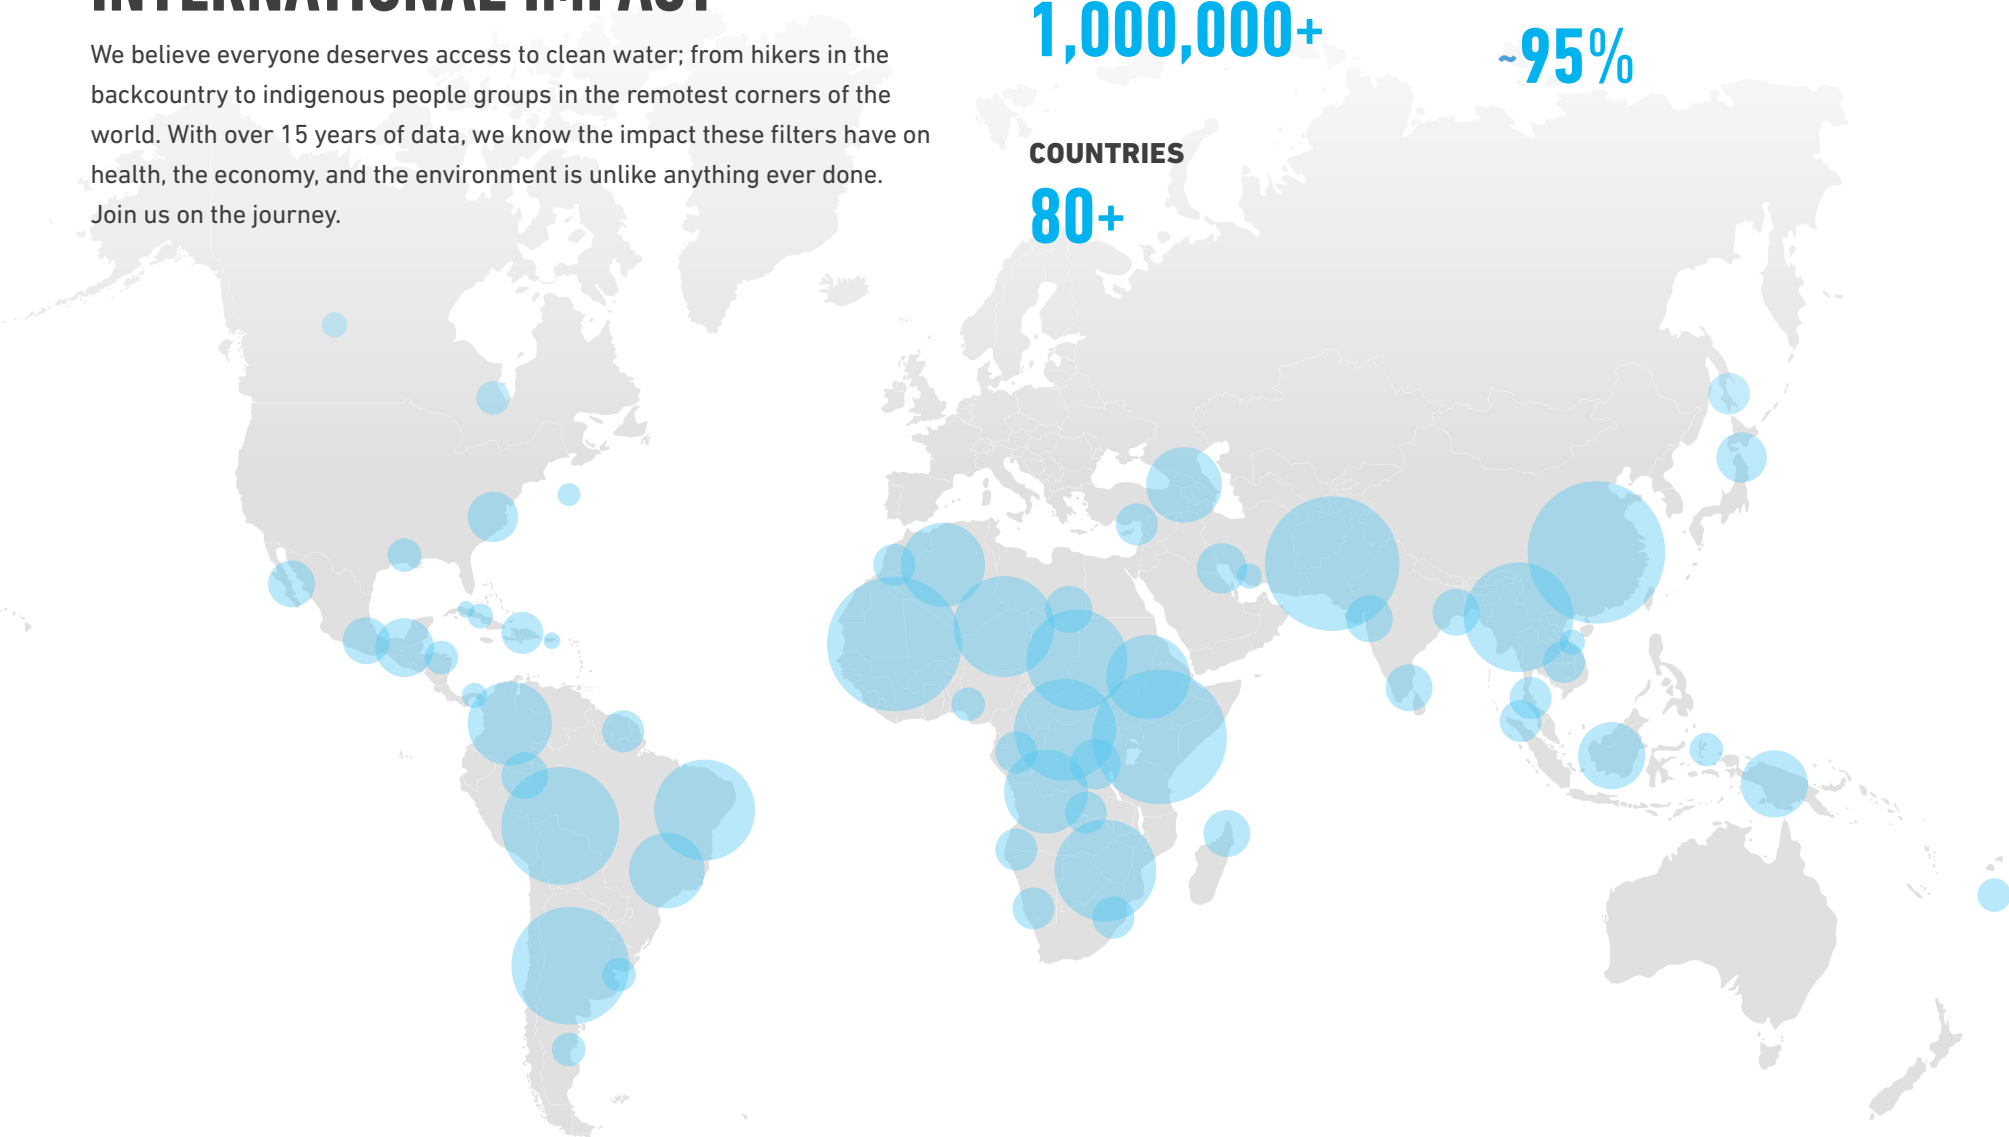 INTERNATIONAL IMPACT
We believe everyone deserves access to clean water; from hikers in the
backcountry to indigenous people groups in the remotest corners of the
world. With over 15 years of data, we know the impact these filters have on
health, the economy, and the environment is unlike anything ever done.
Join us on the journey.
1,000,000+
~95%
COUNTRIES
80+